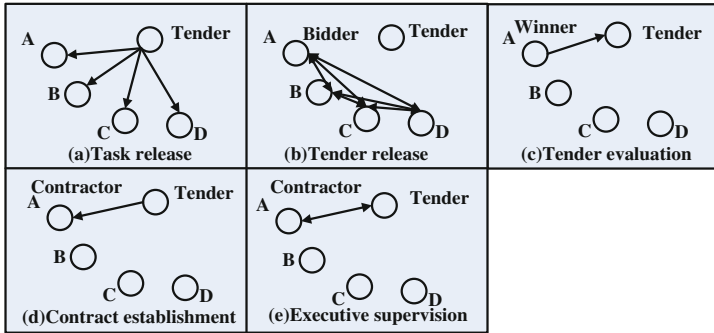 Tender
A
B
C
D
(a)Task release
Bidder
Tender
A
B
C
D
(b)Tender release
Winner
Tender
A
B
C
D
(c)Tender evaluation
Contractor
Tender
A
B
C
D
(d)Contract establishment
Contractor
Tender
A
B
C
D
(e)Executive supervision